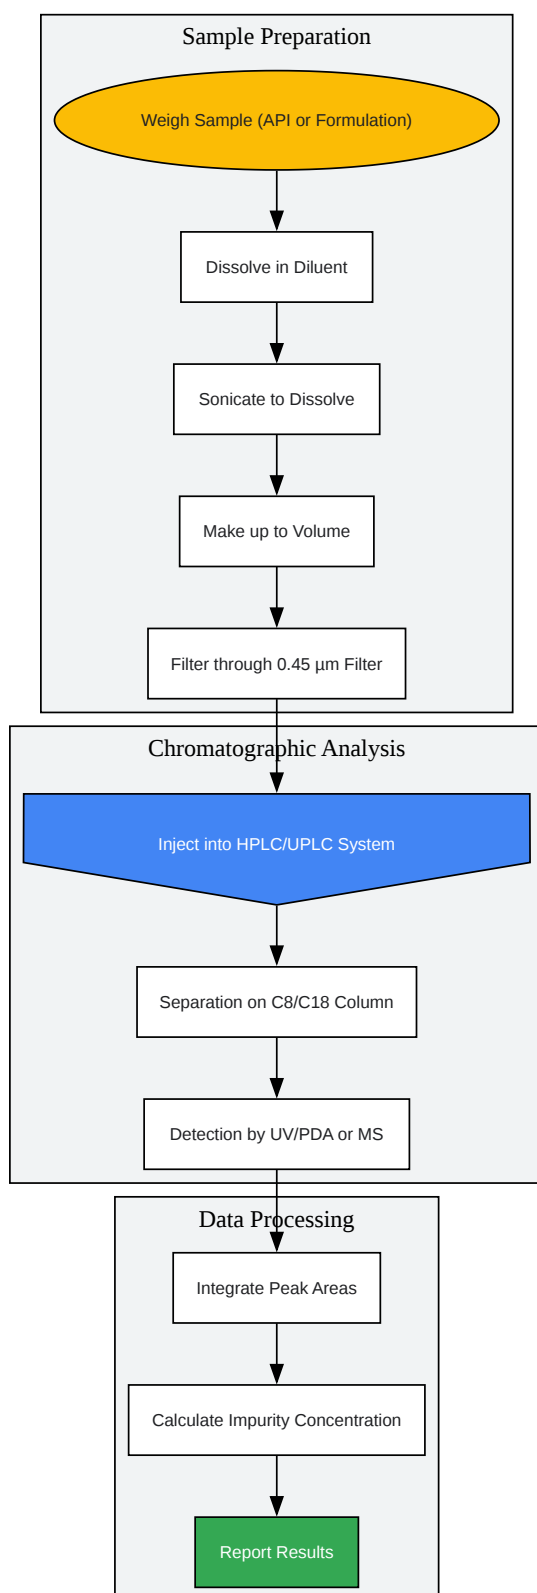 Sample Preparation
Weigh Sample (API or Formulation)
Dissolve in Diluent
Sonicate to Dissolve
Make up to Volume
Filter through 0.45 µm Filter
Chromatographic Analysis
Inject into HPLC/UPLC System
Separation on C8/C18 Column
Detection by UV/PDA or MS
Data Processing
Integrate Peak Areas
Calculate Impurity Concentration
Report Results